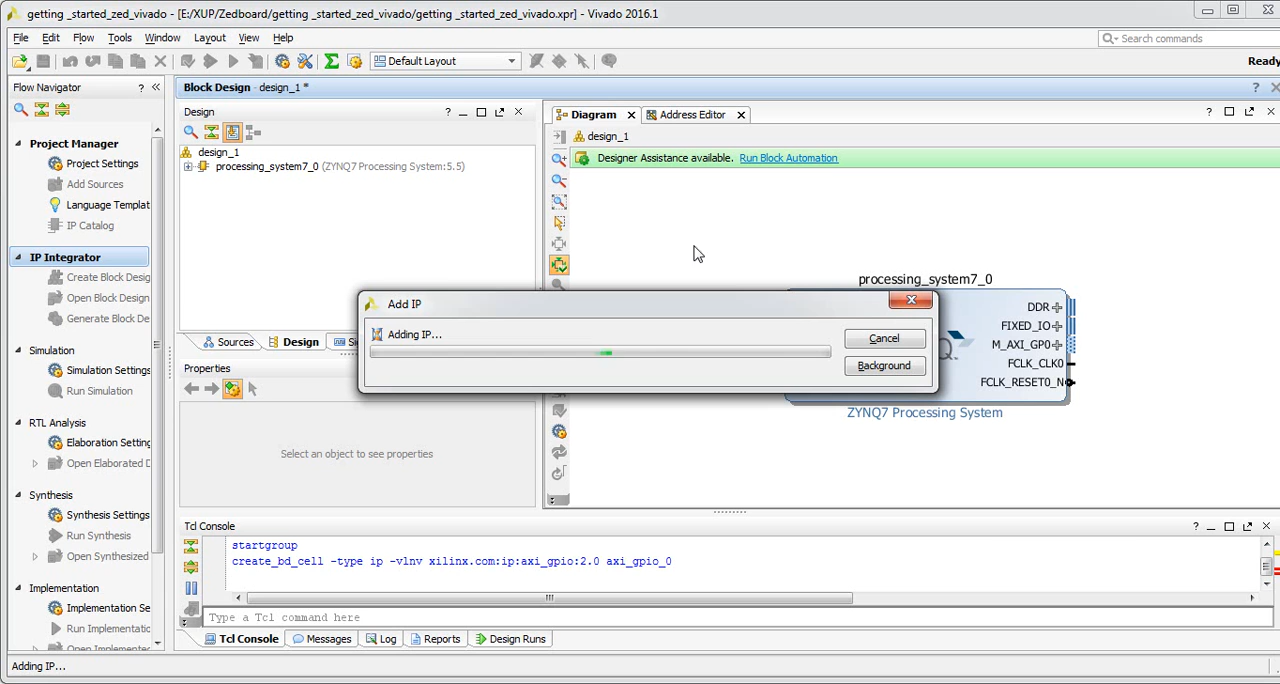 getting _started_zed_vivado - [E:/XUP/Zedboard/getting _started_zed_vivado/getting _started_zed_vivado.xpr] - Vivado 2016.1
File Edit Flow Tools Window Layout View Help
Search commands
Default Layout
Ready
Flow Navigator ? «
Project Manager
Project Settings
Add Sources
Language Templat
IP Catalog
IP Integrator
Create Block Desig
Open Block Design
Generate Block De
Simulation
Simulation Settings
Run Simulation
RTL Analysis
Elaboration Setting
Open Elaborated D
Synthesis
Synthesis Settings
Run Synthesis
Open Synthesized
Implementation
Implementation Se
Run Implementatio
Open Implemente
Block Design - design_1 *
Design
design_1
processing_system7_0 (ZYNQ7 Processing System:5.5)
Sources Design Sig
Properties
Select an object to see properties
Diagram Address Editor
design_1
Designer Assistance available. Run Block Automation
processing_system7_0
DDR
FIXED_IO
M_AXI_GP0
FCLK_CLK0
FCLK_RESET0_N
ZYNQ7 Processing System
Add IP
Adding IP...
Cancel
Background
Tcl Console
startgroup
create_bd_cell -type ip -vlnv xilinx.com:ip:axi_gpio:2.0 axi_gpio_0
Type a Tcl command here
Tcl Console Messages Log Reports Design Runs
Adding IP...